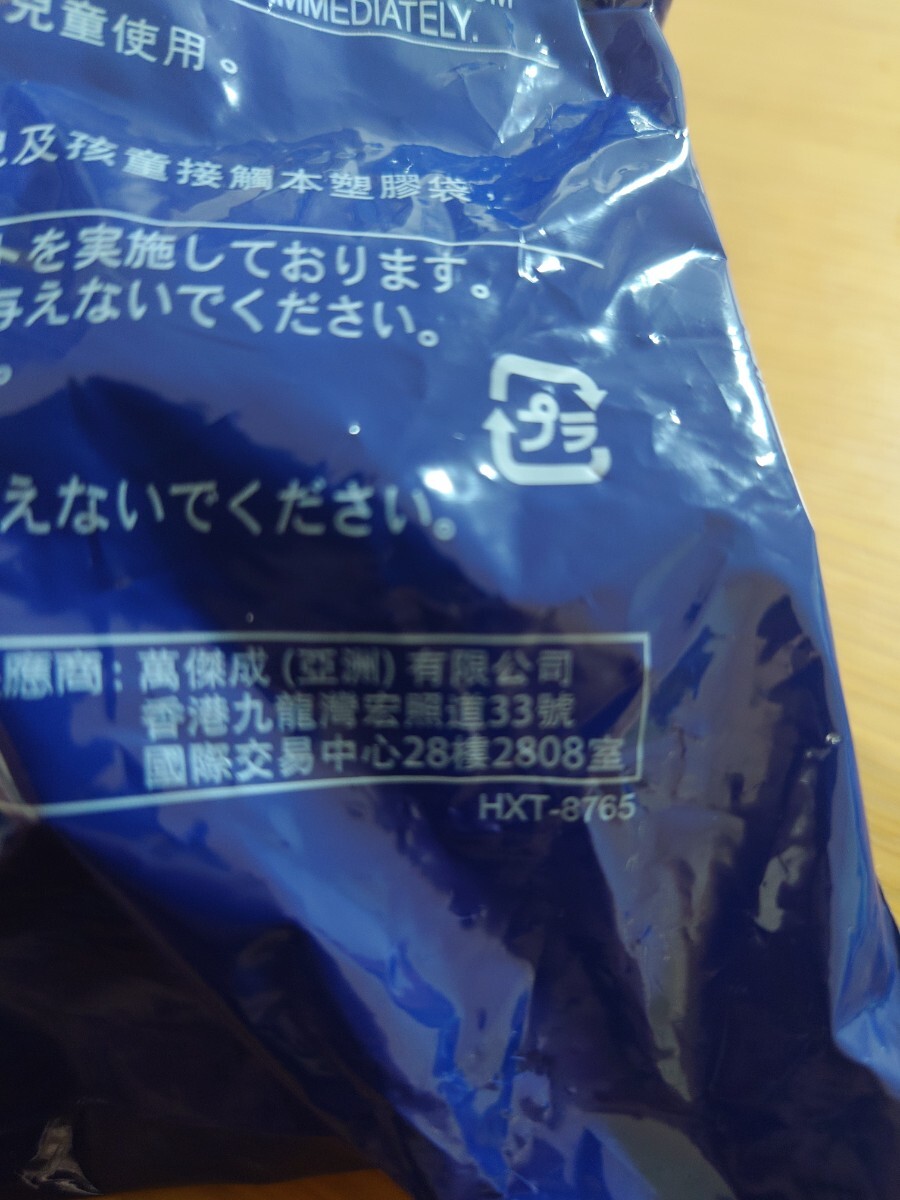 IMMEDIATELY.
兒童使用。
及孩童接觸本塑膠袋
トを実施しております。
与えないでください。
。
えないでください。
プラ
應商: 萬傑成 (亞洲) 有限公司
香港九龍灣宏照道33號
國際交易中心28樓2808室
HXT-8765